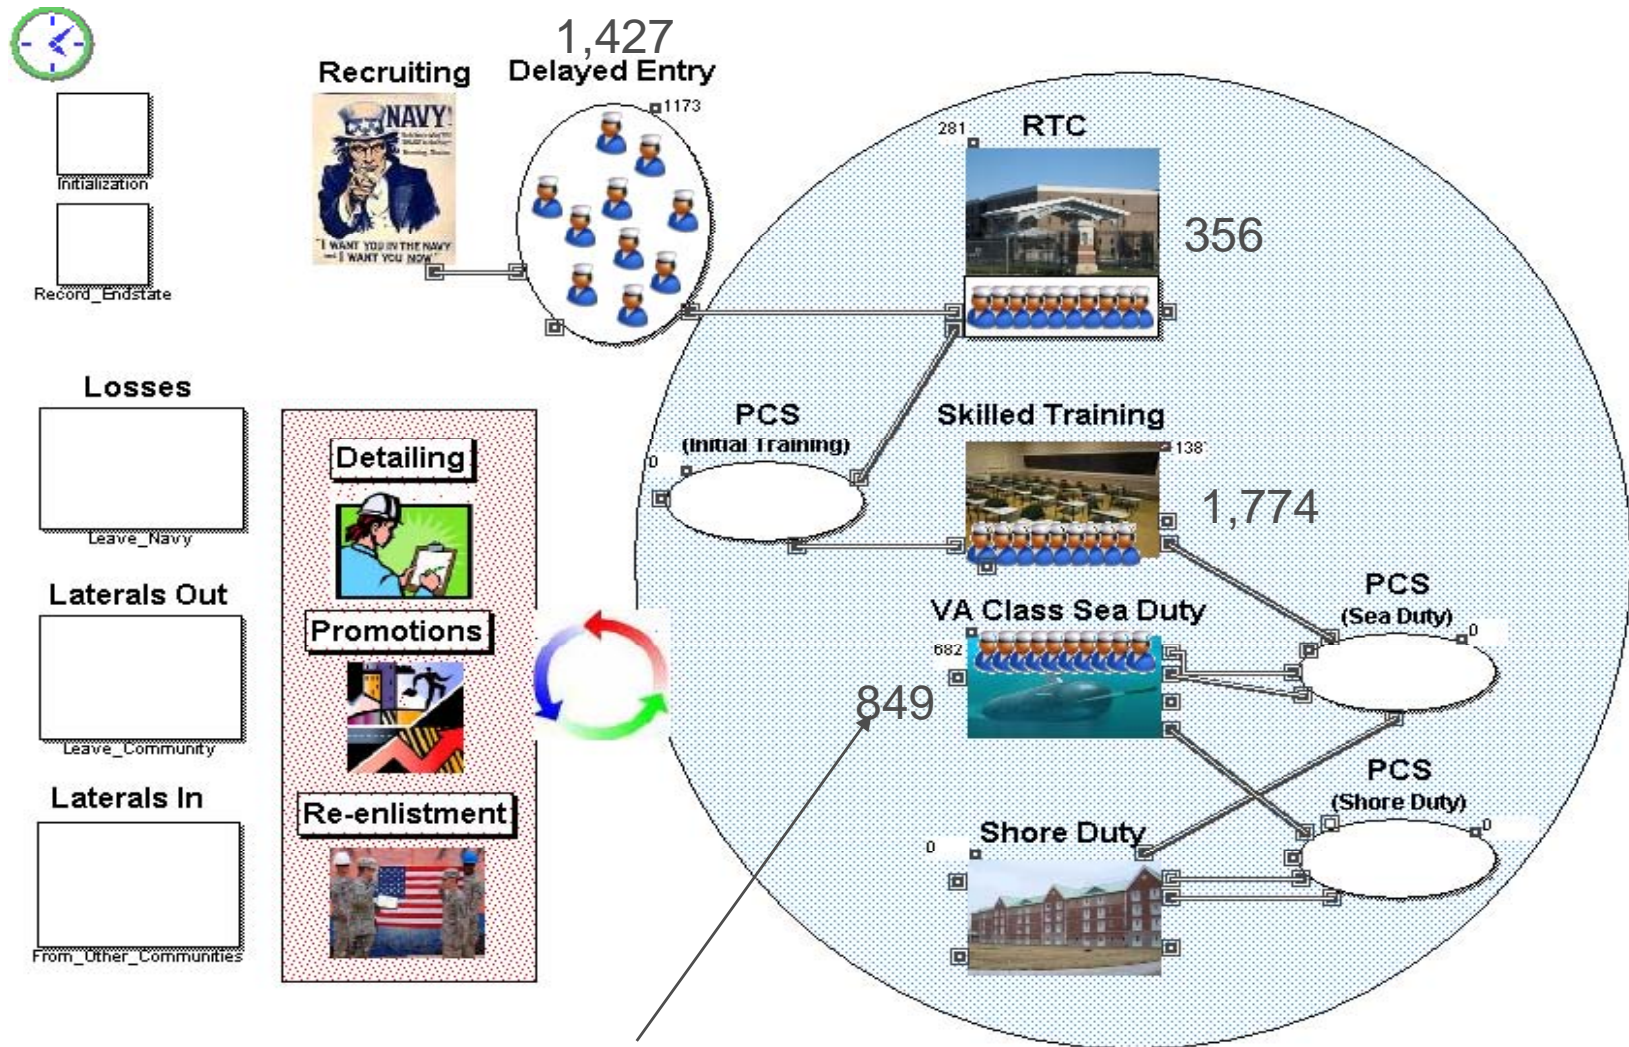 1,427
Recruiting
Delayed Entry
1173
NAVY!
"I WANT YOU IN THE NAVY
and I WANT YOU NOW"
Initialization
Record_Endstate
281
RTC
356
Losses
Leave_Navy
Detailing
PCS
(Initial Training)
0
Skilled Training
138
1,774
Laterals Out
Leave_Community
Promotions
VA Class Sea Duty
682
849
PCS
(Sea Duty)
0
Laterals In
From_Other_Communities
Re-enlistment
Shore Duty
0
PCS
(Shore Duty)
0